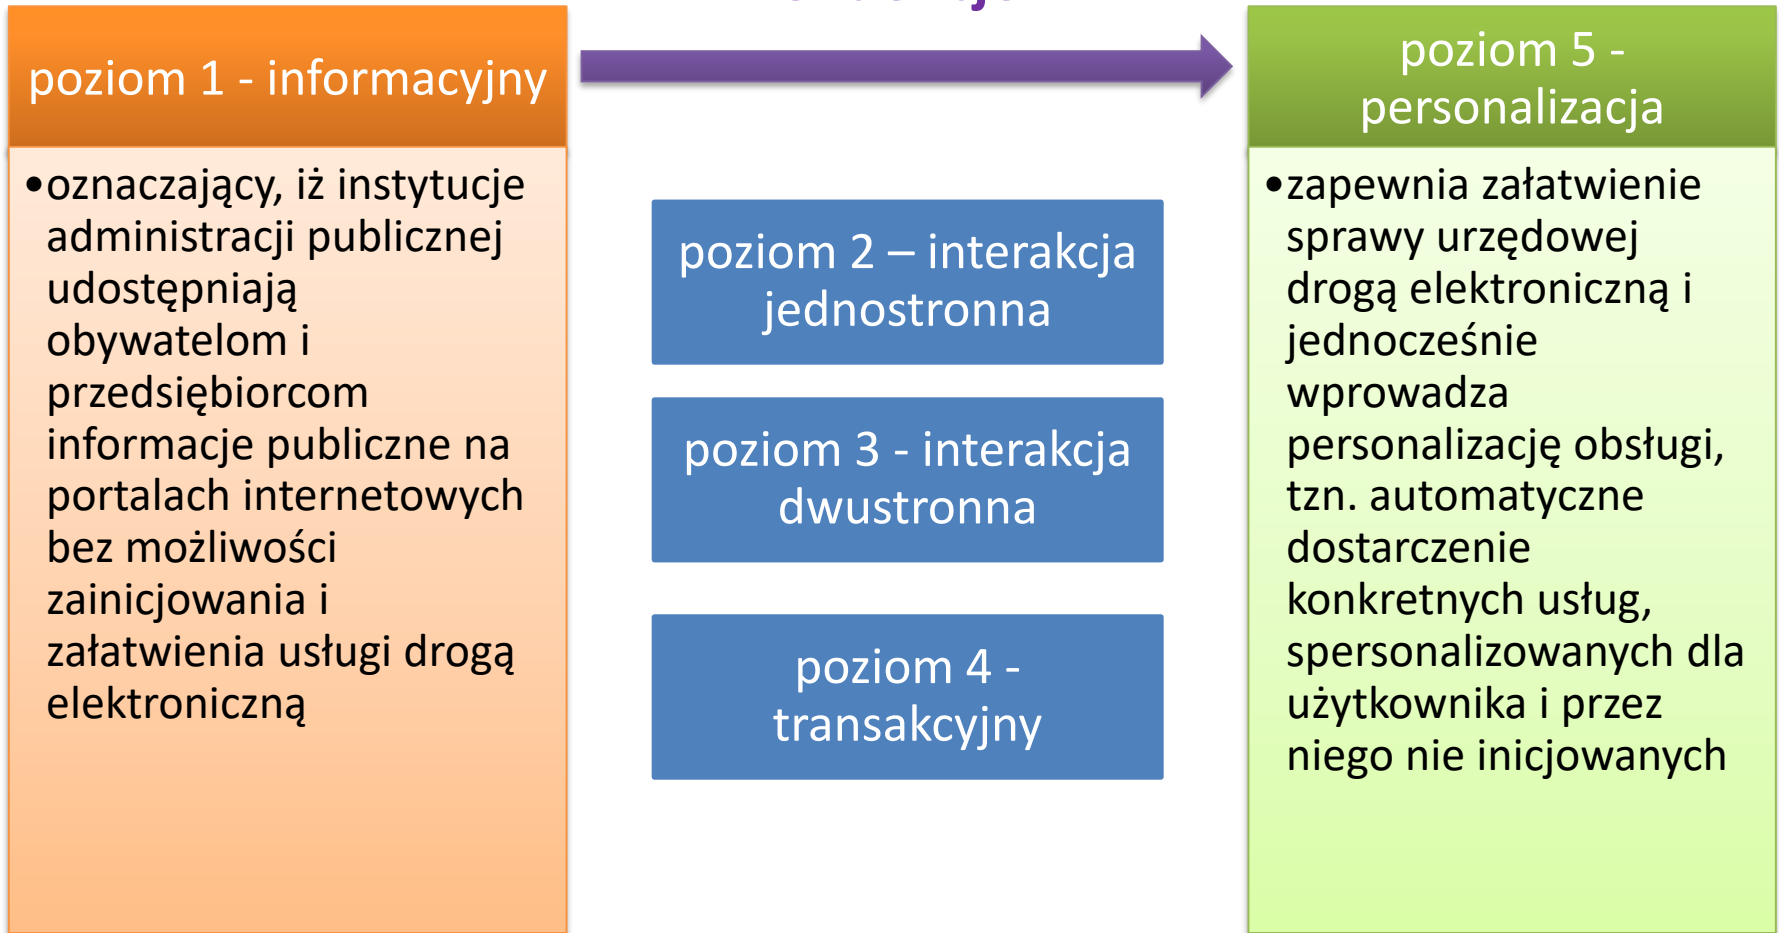 poziom 1 - informacyjny
•oznaczający, iż instytucje
administracji publicznej
udostępniają
obywatelom i
przedsiębiorcom
informacje publiczne na
portalach internetowych
bez możliwości
zainicjowania i
załatwienia usługi drogą
elektroniczną
poziom 2 – interakcja
jednostronna
poziom 3 - interakcja
dwustronna
poziom 4 -
transakcyjny
poziom 5 -
personalizacja
•zapewnia załatwienie
sprawy urzędowej
drogą elektroniczną i
jednocześnie
wprowadza
personalizację obsługi,
tzn. automatyczne
dostarczenie
konkretnych usług,
spersonalizowanych dla
użytkownika i przez
niego nie inicjowanych